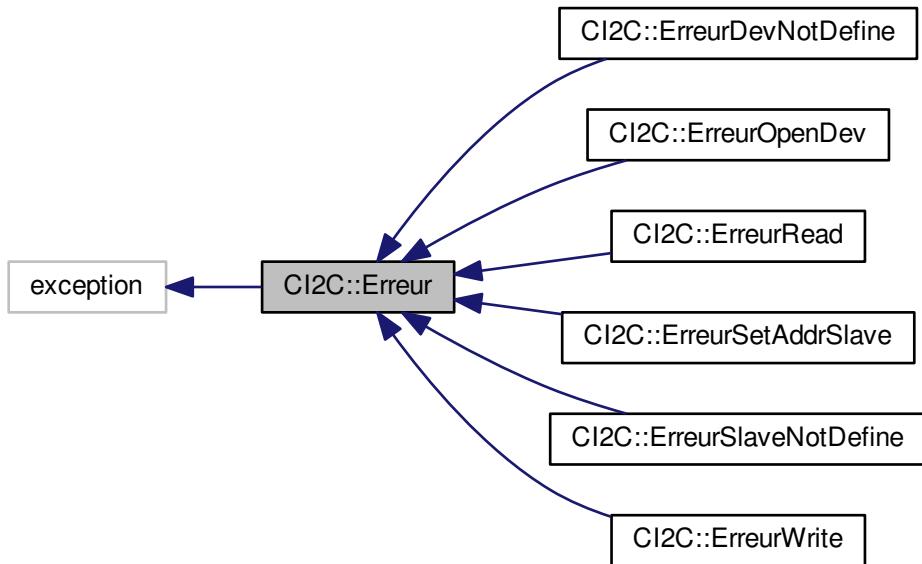 CI2C::ErreurDevNotDefine
CI2C::ErreurOpenDev
CI2C::ErreurRead
exception
CI2C::Erreur
CI2C::ErreurSetAddrSlave
CI2C::ErreurSlaveNotDefine
CI2C::ErreurWrite